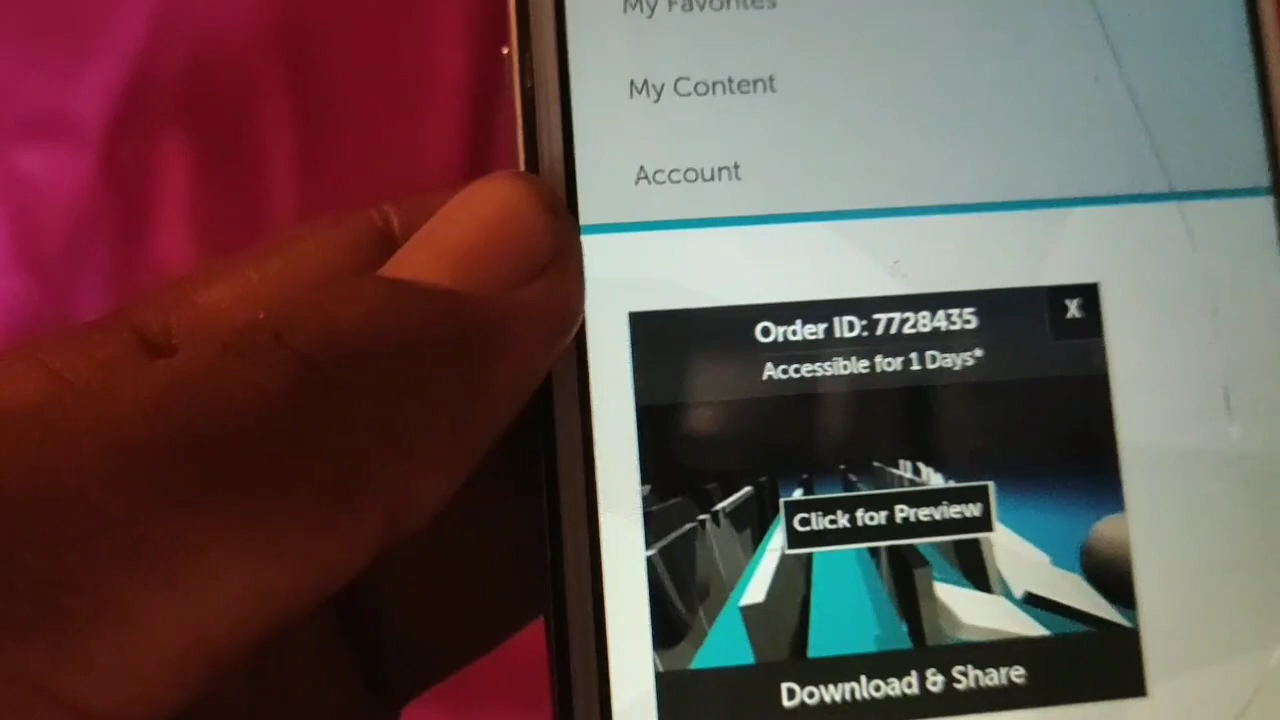 My Favorites
My Content
Account
Order ID: 7728435
X
Accessible for 1 Days*
Click for Preview
Download & Share